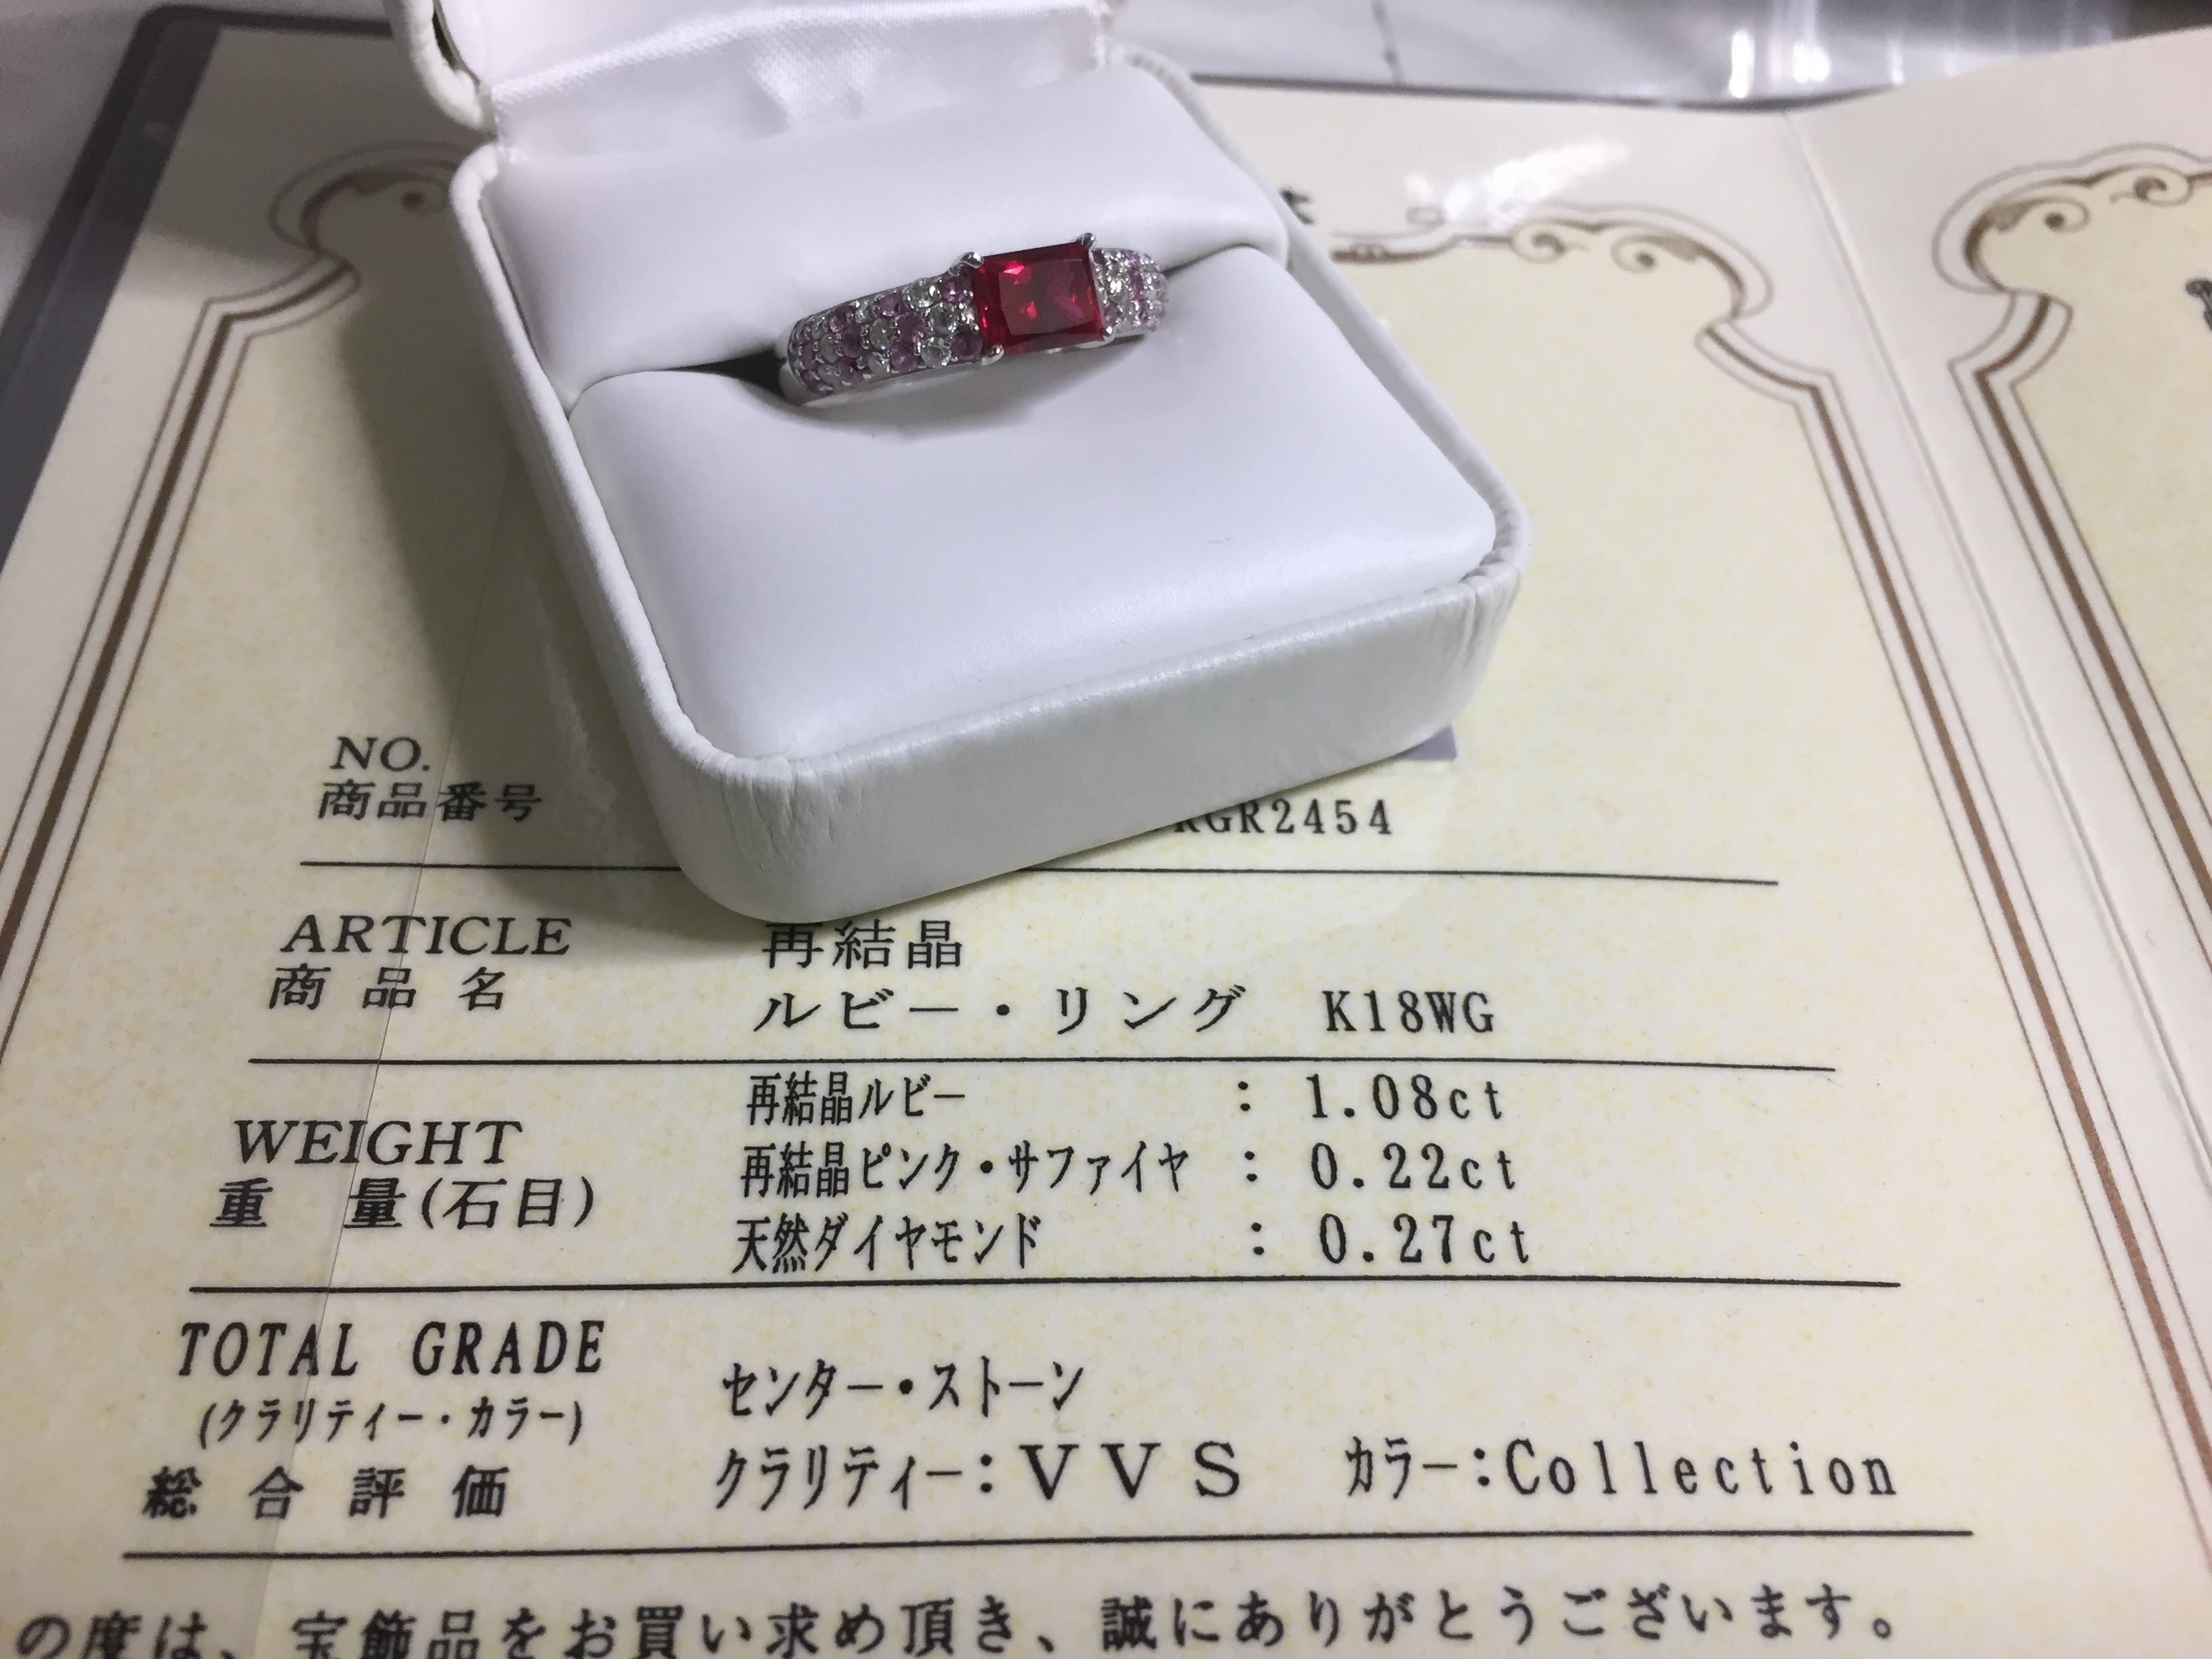 NO.
商品番号 RGR2454
ARTICLE
商品名
再結晶
ルビー・リング K18WG
WEIGHT
重量(石目)
再結晶ルビー : 1.08ct
再結晶ピンク・サファイヤ : 0.22ct
天然ダイヤモンド : 0.27ct
TOTAL GRADE
(クラリティー・カラー)
総合評価
センター・ストーン
クラリティー:VVS カラー:Collection
の度は、宝飾品をお買い求め頂き、誠にありがとうございます。